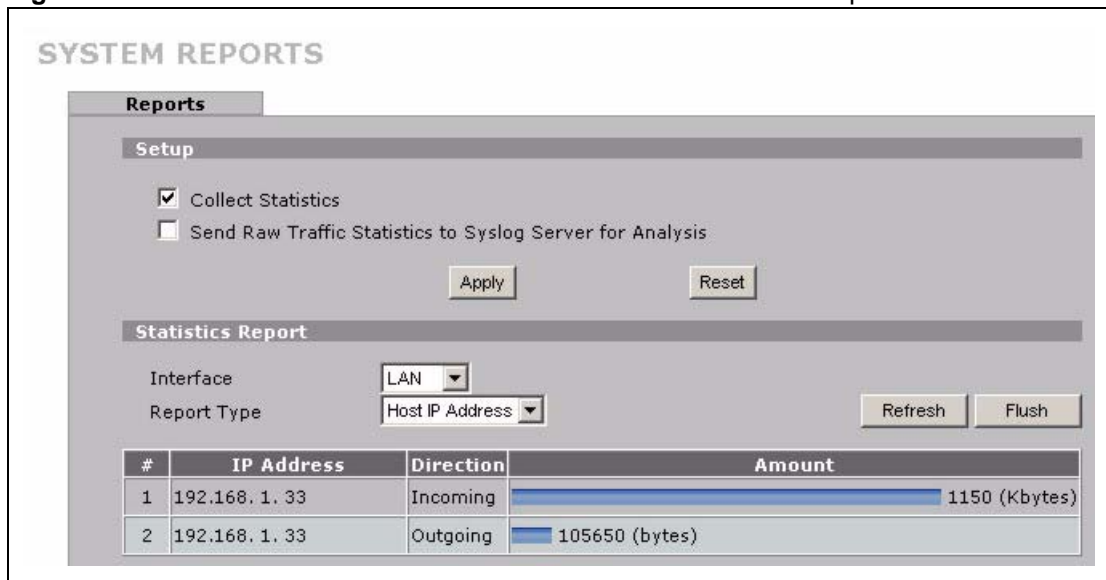 SYSTEM REPORTS
Reports
Setup
Collect Statistics
Send Raw Traffic Statistics to Syslog Server for Analysis
Apply Reset
Statistics Report
Interface LAN
Report Type Host IP Address Refresh Flush
# IP Address Direction Amount
1 192.168. 1. 33 Incoming 1150 (Kbytes)
2 192.168. 1. 33 Outgoing 105650 (bytes)